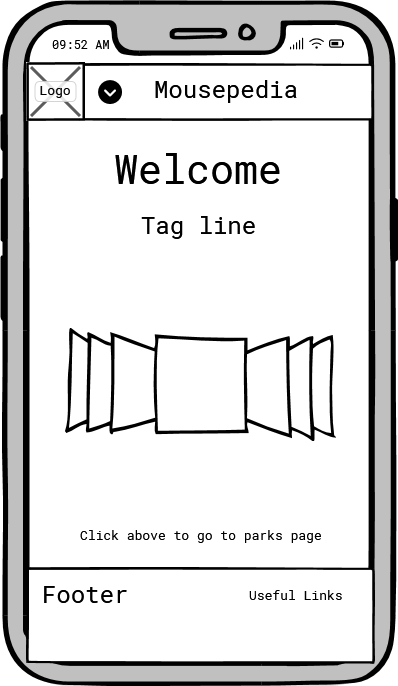 09:52 AM
Logo
Mousepedia
Welcome
Tag line
Click above to go to parks page
Footer
Useful Links